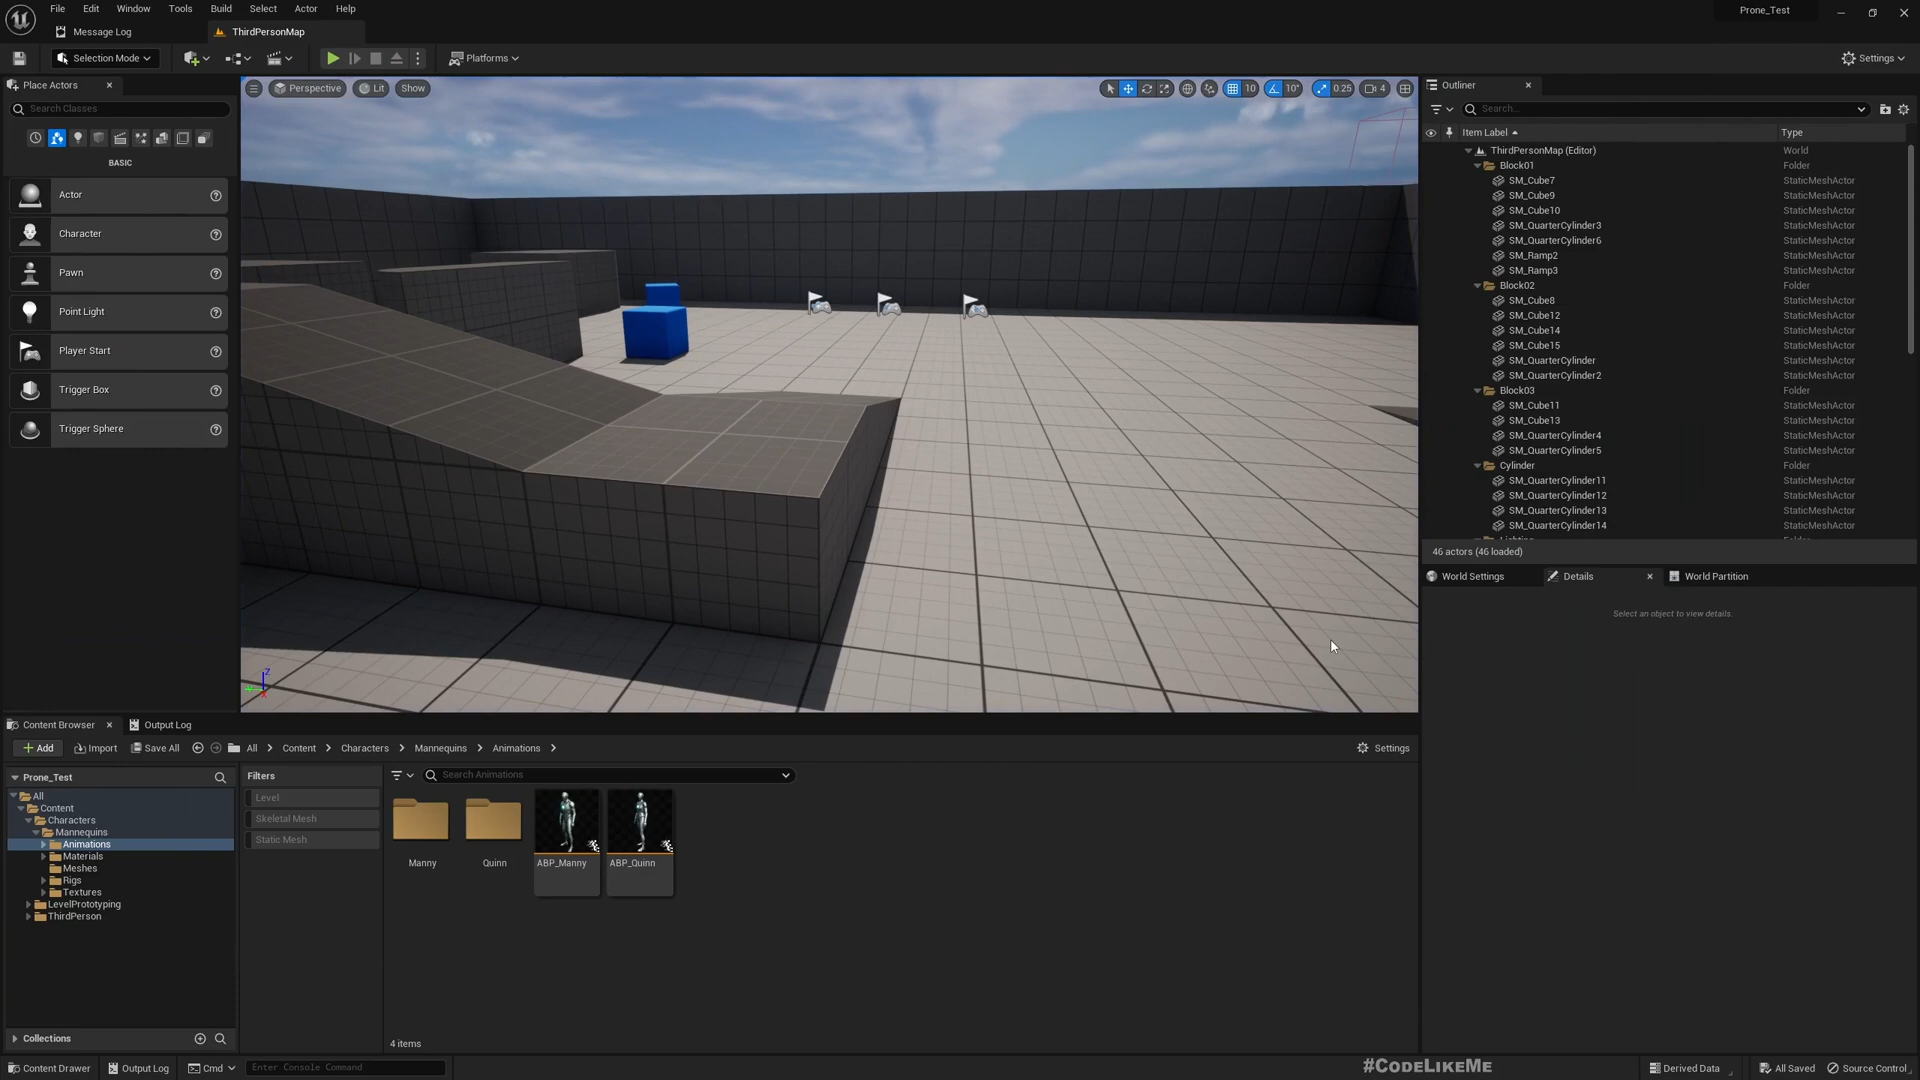 File Edit Window Tools Build Select Actor Help
Prone_Test
Message Log
ThirdPersonMap
Selection Mode
Platforms
Settings
Place Actors
Search Classes
BASIC
Actor
Character
Pawn
Point Light
Player Start
Trigger Box
Trigger Sphere
Perspective
Lit
Show
10
10°
0.25
4
Z
Outliner
Search...
Item Label
Type
ThirdPersonMap (Editor) World
Block01 Folder
SM_Cube7 StaticMeshActor
SM_Cube9 StaticMeshActor
SM_Cube10 StaticMeshActor
SM_QuarterCylinder3 StaticMeshActor
SM_QuarterCylinder6 StaticMeshActor
SM_Ramp2 StaticMeshActor
SM_Ramp3 StaticMeshActor
Block02 Folder
SM_Cube8 StaticMeshActor
SM_Cube12 StaticMeshActor
SM_Cube14 StaticMeshActor
SM_Cube15 StaticMeshActor
SM_QuarterCylinder StaticMeshActor
SM_QuarterCylinder2 StaticMeshActor
Block03 Folder
SM_Cube11 StaticMeshActor
SM_Cube13 StaticMeshActor
SM_QuarterCylinder4 StaticMeshActor
SM_QuarterCylinder5 StaticMeshActor
Cylinder Folder
SM_QuarterCylinder11 StaticMeshActor
SM_QuarterCylinder12 StaticMeshActor
SM_QuarterCylinder13 StaticMeshActor
SM_QuarterCylinder14 StaticMeshActor
46 actors (46 loaded)
World Settings
Details
World Partition
Select an object to view details.
Content Browser
Output Log
Add
Import
Save All
All > Content > Characters > Mannequins > Animations >
Settings
Prone_Test
All
Content
Characters
Mannequins
Animations
Materials
Meshes
Rigs
Textures
LevelPrototyping
ThirdPerson
Collections
Filters
Level
Skeletal Mesh
Static Mesh
Search Animations
Manny
Quinn
ABP_Manny
ABP_Quinn
4 items
Content Drawer
Output Log
Cmd
Enter Console Command
#CODELIKEME
Derived Data
All Saved
Source Control